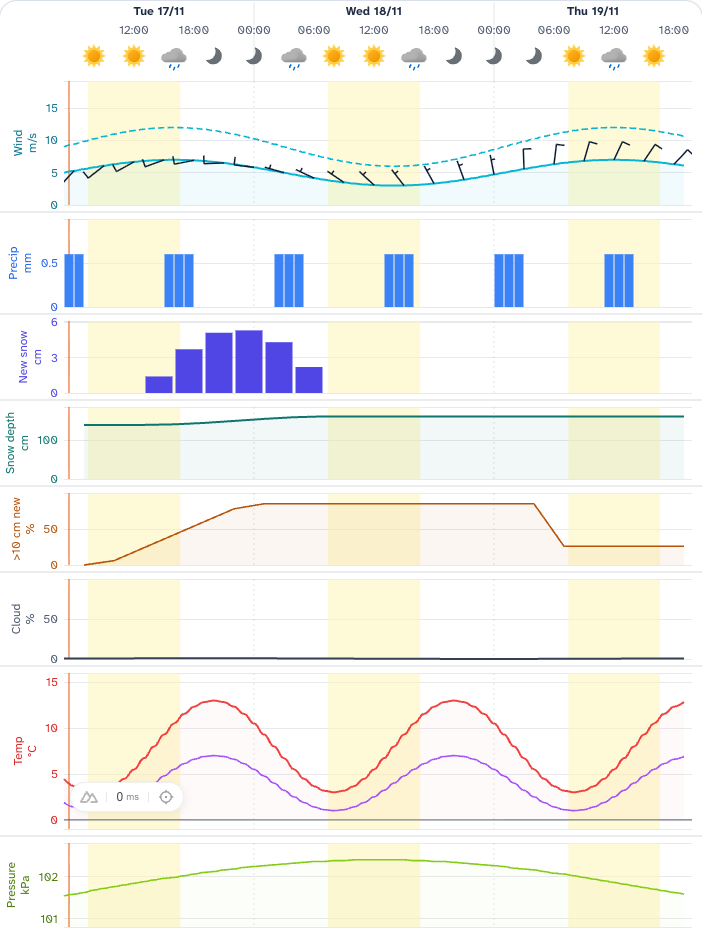 Tue 17/11
Wed 18/11
Thu 19/11
12:00
18:00
00:00
06:00
12:00
18:00
00:00
06:00
12:00
18:00
Wind
m/s
15
10
5
0
Precip
mm
0.5
0
New snow
cm
6
3
0
Snow depth
cm
100
0
>10 cm new
%
50
0
Cloud
%
50
0
Temp
°C
15
10
5
0
0 ms
Pressure
kPa
102
101